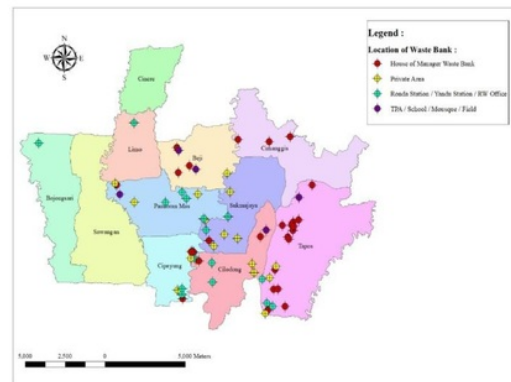 N
W
E
S
Legend :
Location of Waste Bank :
House of Manager Waste Bank
Private Area
Ronda Station / Yandu Station / RW Office
TPA / School / Mosque / Field
Cinere
Limo
Beji
Cimanggis
Bojongsari
Sawangan
Pancoran Mas
Sukmajaya
Tapos
Cipayung
Cilodong
5,000 2,500 0 5,000 Meters